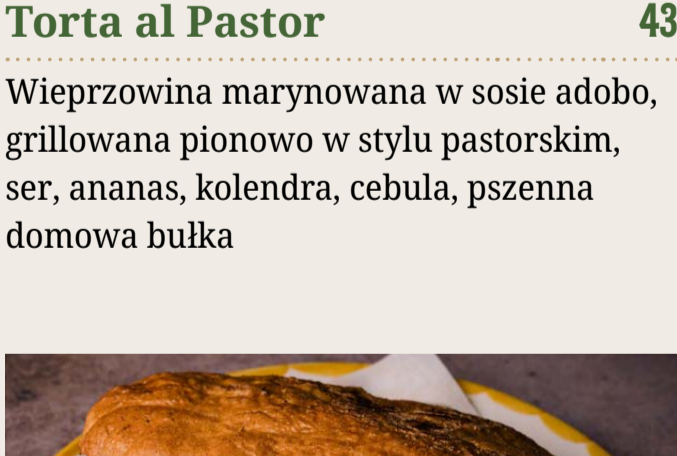 Torta al Pastor 43
Wieprzowina marynowana w sosie adobo,
grillowana pionowo w stylu pastorskim,
ser, ananas, kolendra, cebula, pszenna
domowa bułka